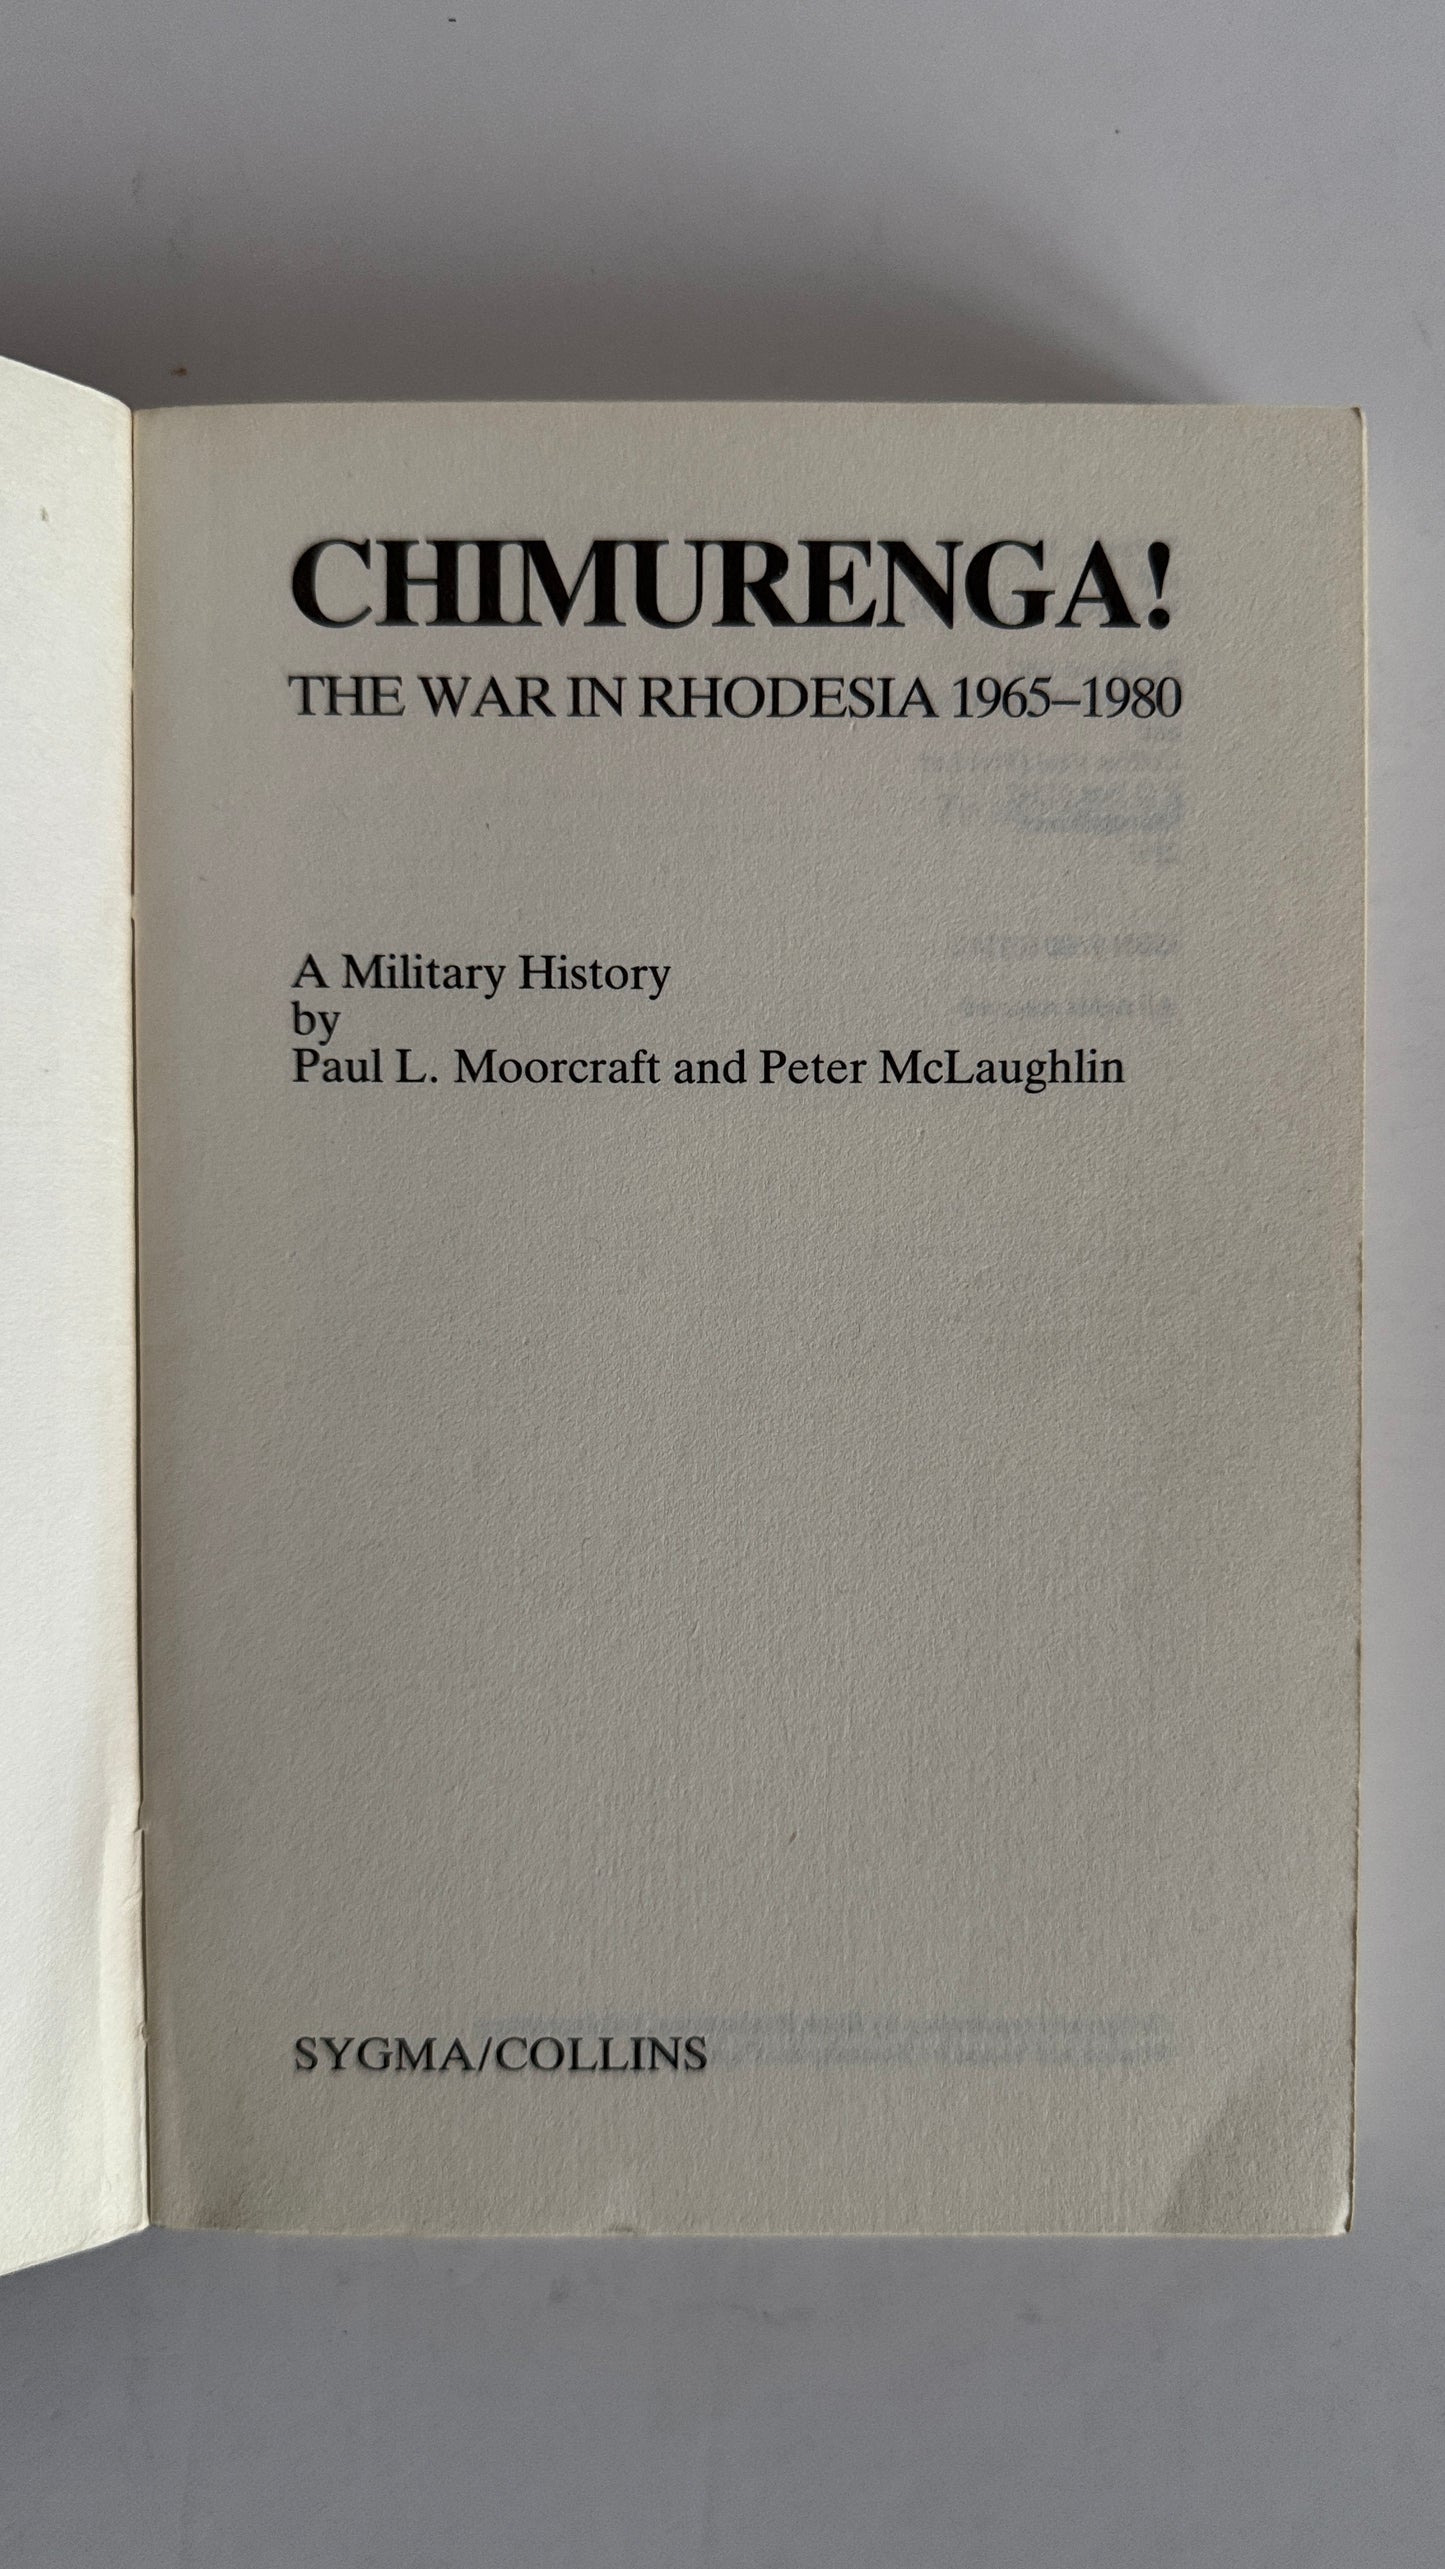 CHIMURENGA!
THE WAR IN RHODESIA 1965–1980
A Military History
by
Paul L. Moorcraft and Peter McLaughlin
SYGMA/COLLINS